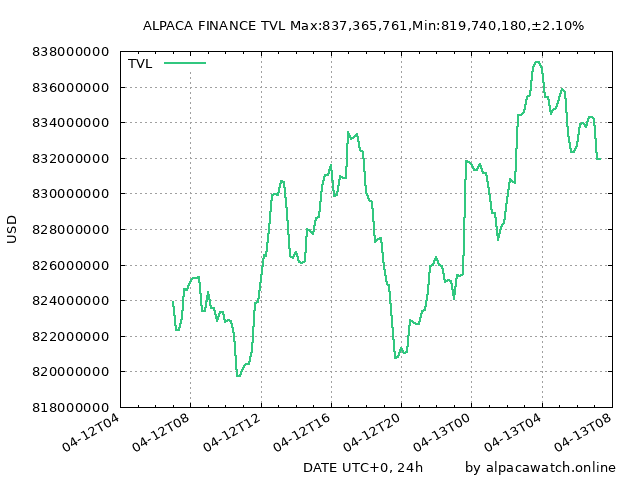 ALPACA FINANCE TVL Max:837,365,761,Min:819,740,180,±2.10%
838000000
TVL
836000000
834000000
832000000
830000000
828000000
USD
826000000
824000000
822000000
820000000
818000000
04-12T04
04-12T08
04-12T12
04-12T16
04-12T20
04-13T00
04-13T04
04-13T08
DATE UTC+0, 24h
by alpacawatch.online